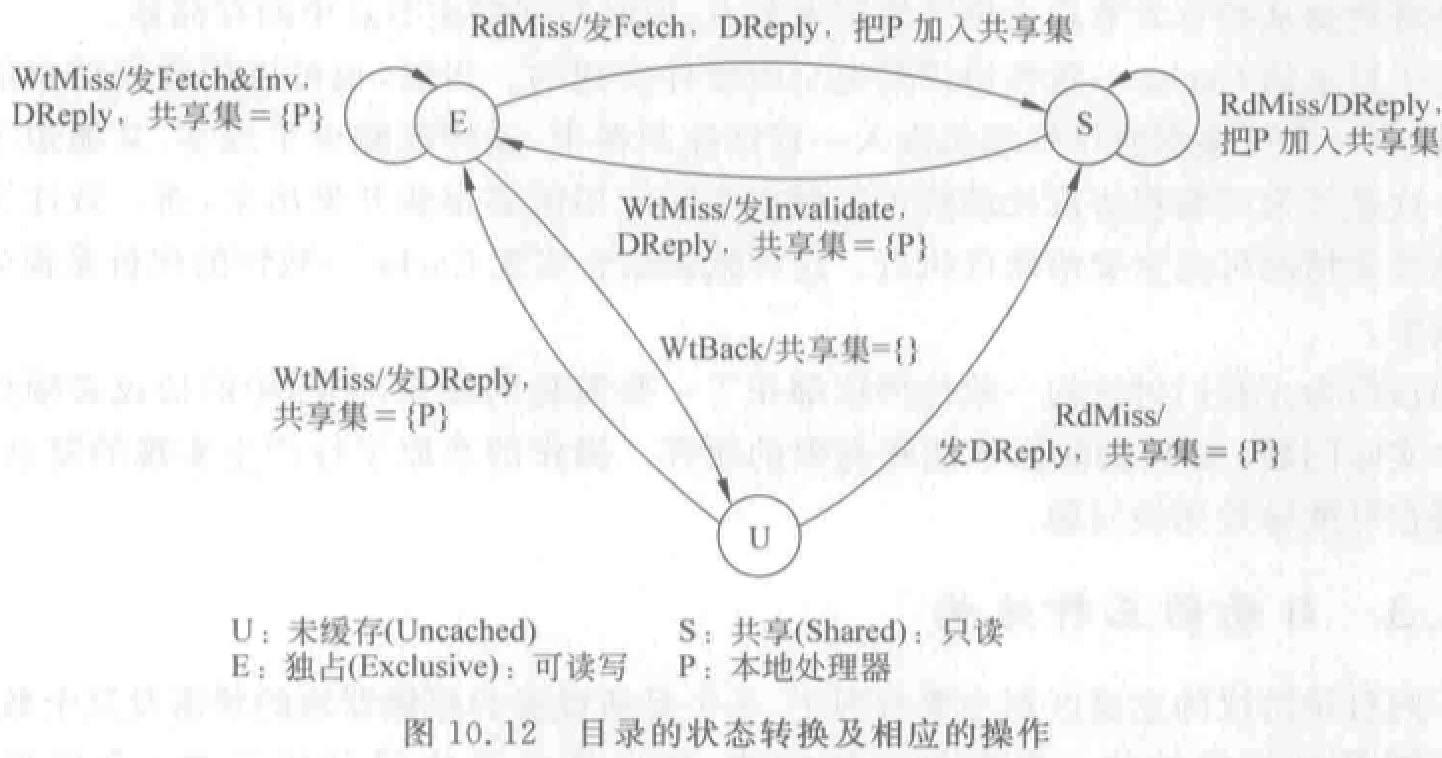 RdMiss/发Fetch，DReply，把P 加入共享集
WtMiss/发Fetch&Inv,
DReply，共享集＝{P}
E
S
RdMiss/DReply，
把P 加入共享集
WtMiss/发Invalidate，
DReply，共享集＝{P}
WtBack/共享集={}
WtMiss/发DReply，
共享集＝{P}
RdMiss/
发DReply，共享集＝{P}
U
U：未缓存(Uncached)
S：共享(Shared)：只读
E：独占(Exclusive)：可读写
P：本地处理器
图 10.12 目录的状态转换及相应的操作